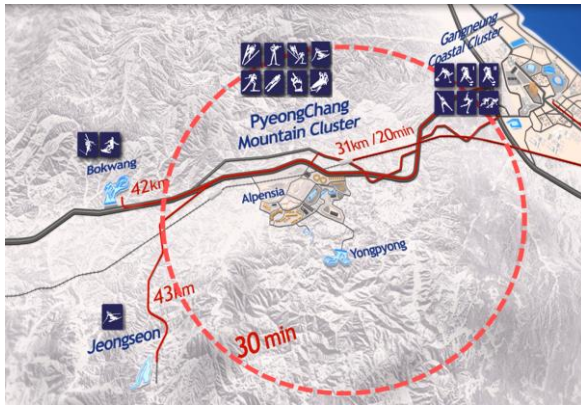 Gangneung
Coastal Cluster
PyeongChang
Mountain Cluster
31km /20min
Bokwang
42km
Alpensia
Yongpyong
43km
Jeongseon
30 min